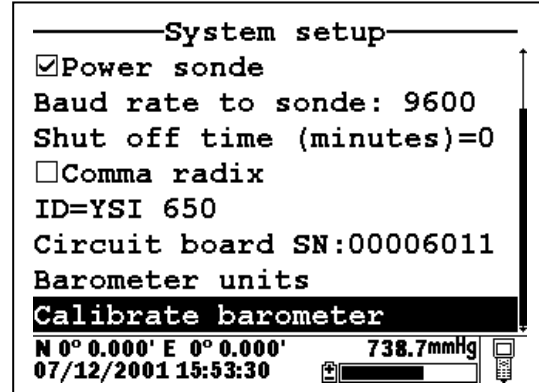 System setup
Power sonde
Baud rate to sonde: 9600
Shut off time (minutes)=0
Comma radix
ID=YSI 650
Circuit board SN:00006011
Barometer units
Calibrate barometer
N 0° 0.000' E 0° 0.000' 738.7mmHg
07/12/2001 15:53:30